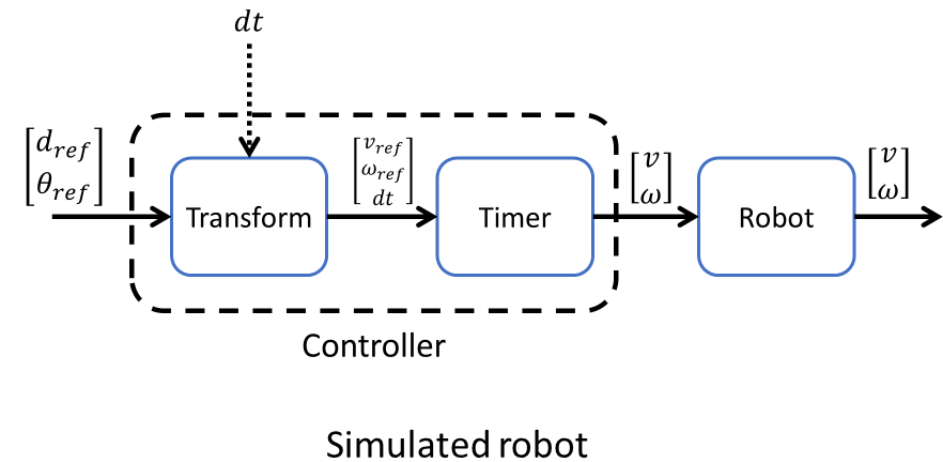 dt
[d_ref
θ_ref]
Transform
[v_ref
ω_ref
dt]
Timer
[v
ω]
Robot
[v
ω]
Controller
Simulated robot